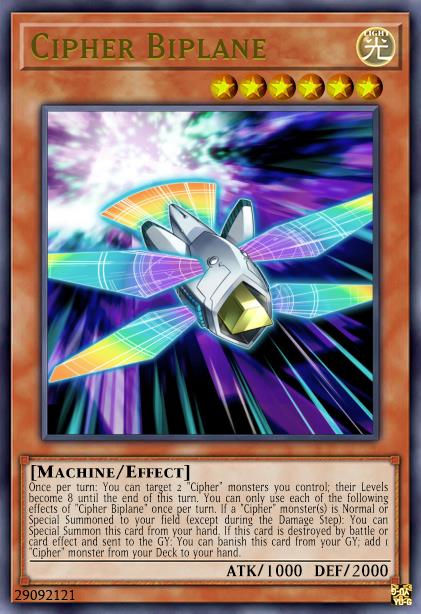 CIPHER BIPLANE
LIGHT
光
[MACHINE/EFFECT]
Once per turn: You can target 2 "Cipher" monsters you control; their Levels
become 8 until the end of this turn. You can only use each of the following
effects of "Cipher Biplane" once per turn. If a "Cipher" monster(s) is Normal or
Special Summoned to your field (except during the Damage Step): You can
Special Summon this card from your hand. If this card is destroyed by battle or
card effect and sent to the GY: You can banish this card from your GY; add 1
"Cipher" monster from your Deck to your hand.
ATK/1000 DEF/2000
29092121